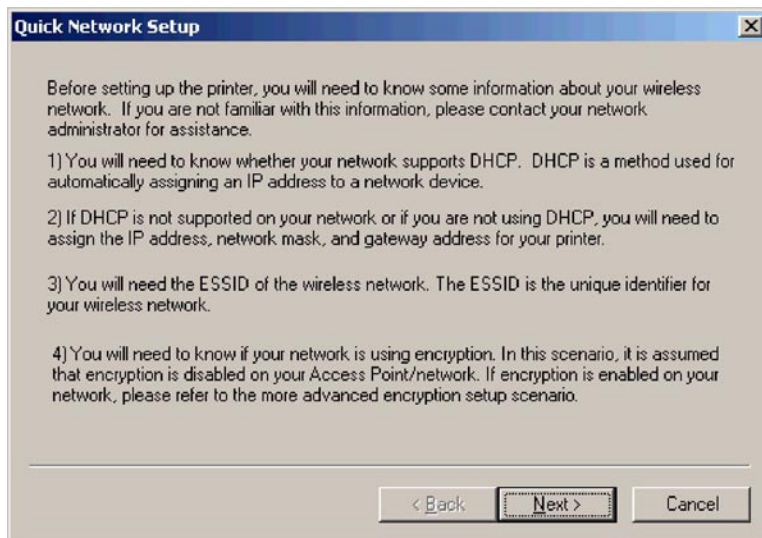 Quick Network Setup
Before setting up the printer, you will need to know some information about your wireless
network. If you are not familiar with this information, please contact your network
administrator for assistance.
1) You will need to know whether your network supports DHCP. DHCP is a method used for
automatically assigning an IP address to a network device.
2) If DHCP is not supported on your network or if you are not using DHCP, you will need to
assign the IP address, network mask, and gateway address for your printer.
3) You will need the ESSID of the wireless network. The ESSID is the unique identifier for
your wireless network.
4) You will need to know if your network is using encryption. In this scenario, it is assumed
that encryption is disabled on your Access Point/network. If encryption is enabled on your
network, please refer to the more advanced encryption setup scenario.
< Back Next > Cancel